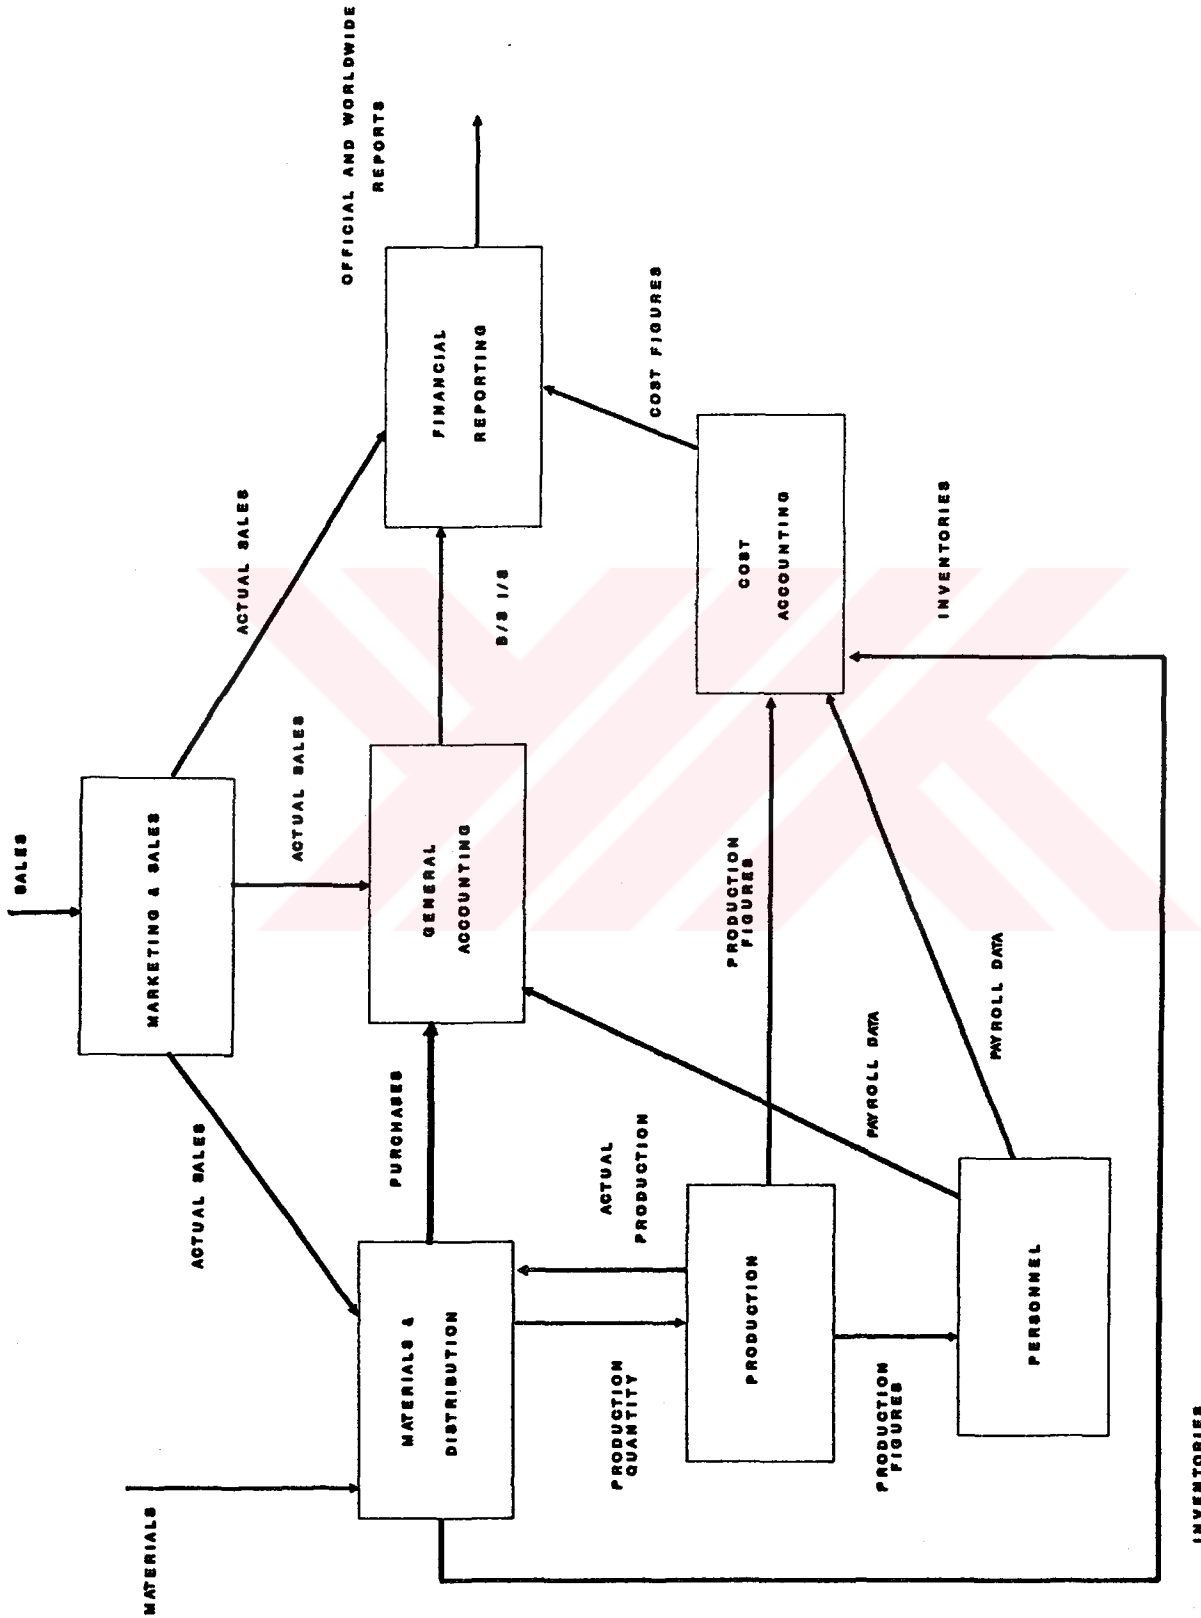 SALES
MARKETING & SALES
ACTUAL SALES
ACTUAL SALES
ACTUAL SALES
OFFICIAL AND WORLDWIDE
REPORTS
MATERIALS
MATERIALS &
DISTRIBUTION
PURCHASES
GENERAL
ACCOUNTING
B/S I/S
FINANCIAL
REPORTING
PRODUCTION
QUANTITY
ACTUAL
PRODUCTION
COST FIGURES
PRODUCTION
PRODUCTION
FIGURES
COST
ACCOUNTING
PRODUCTION
FIGURES
PAYROLL DATA
PAYROLL DATA
INVENTORIES
PERSONNEL
INVENTORIES